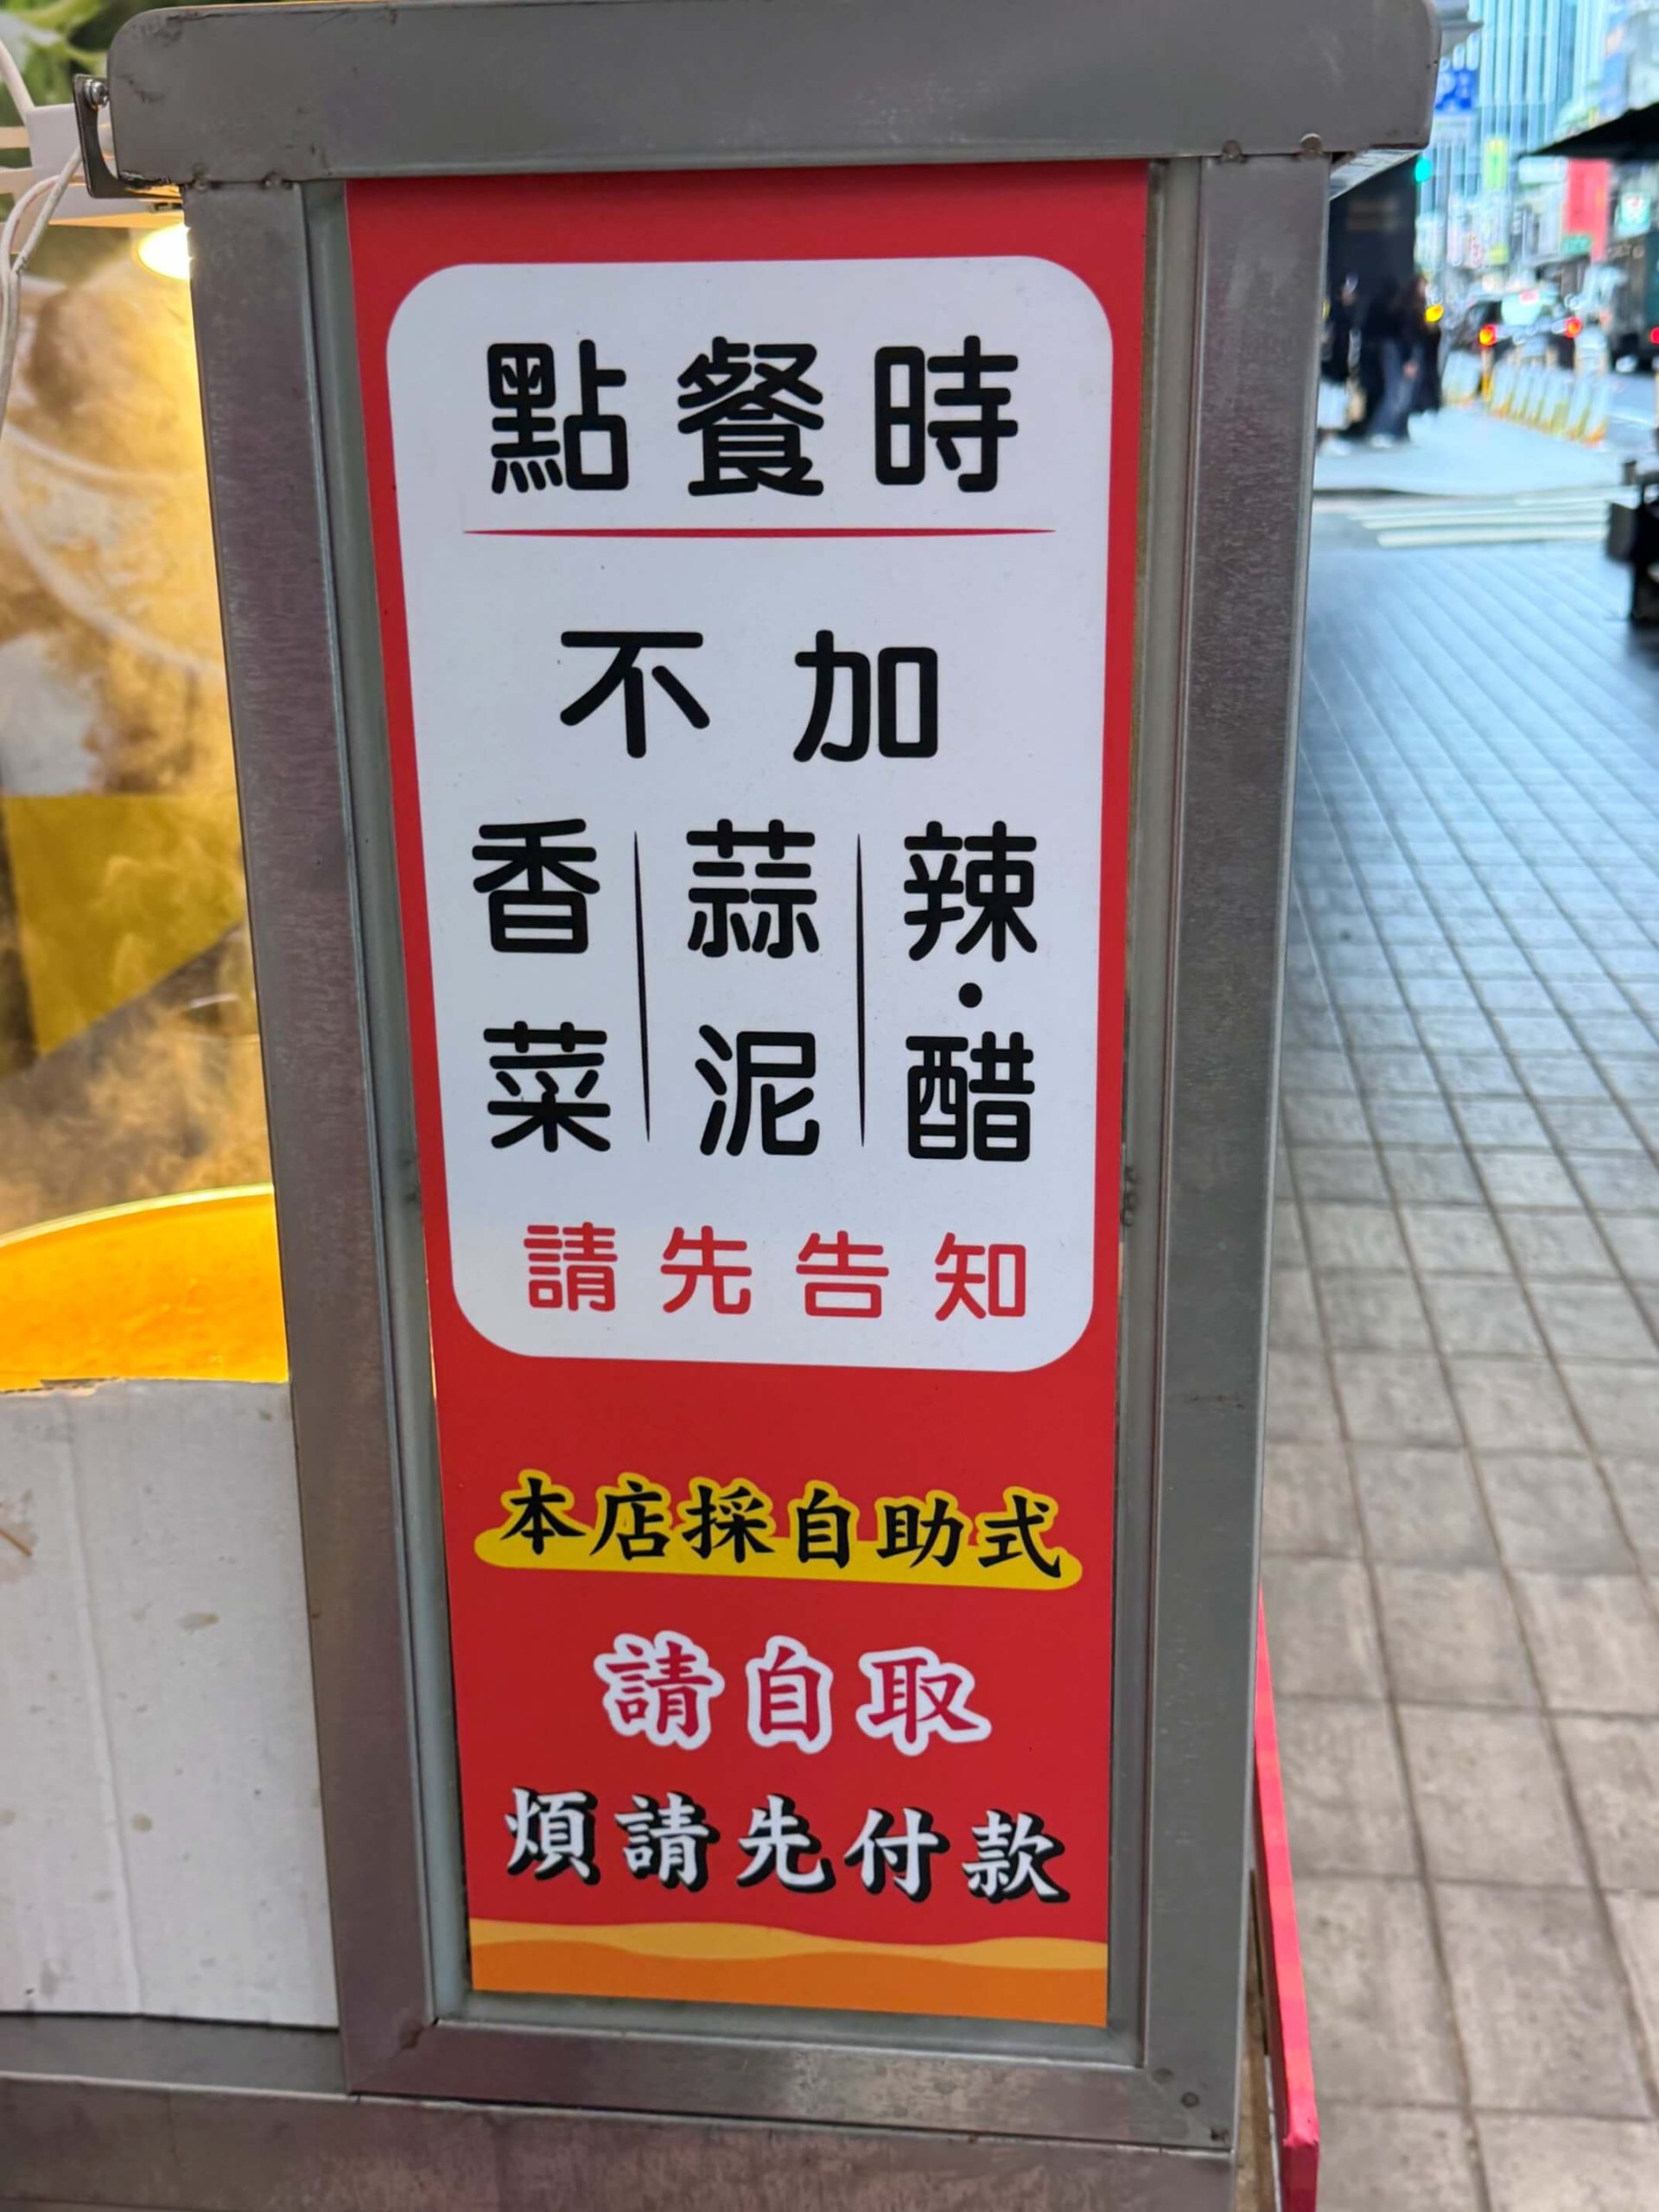 點餐時
不加
香菜|蒜泥|辣·醋
請先告知
本店採自助式
請自取
煩請先付款